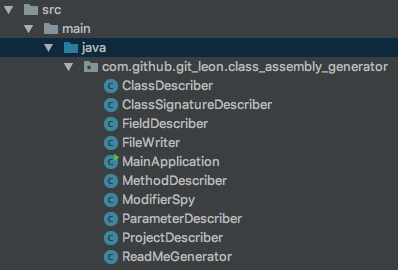 src
main
java
com.github.git_leon.class_assembly_generator
ClassDescriber
ClassSignatureDescriber
FieldDescriber
FileWriter
MainApplication
MethodDescriber
ModifierSpy
ParameterDescriber
ProjectDescriber
ReadMeGenerator